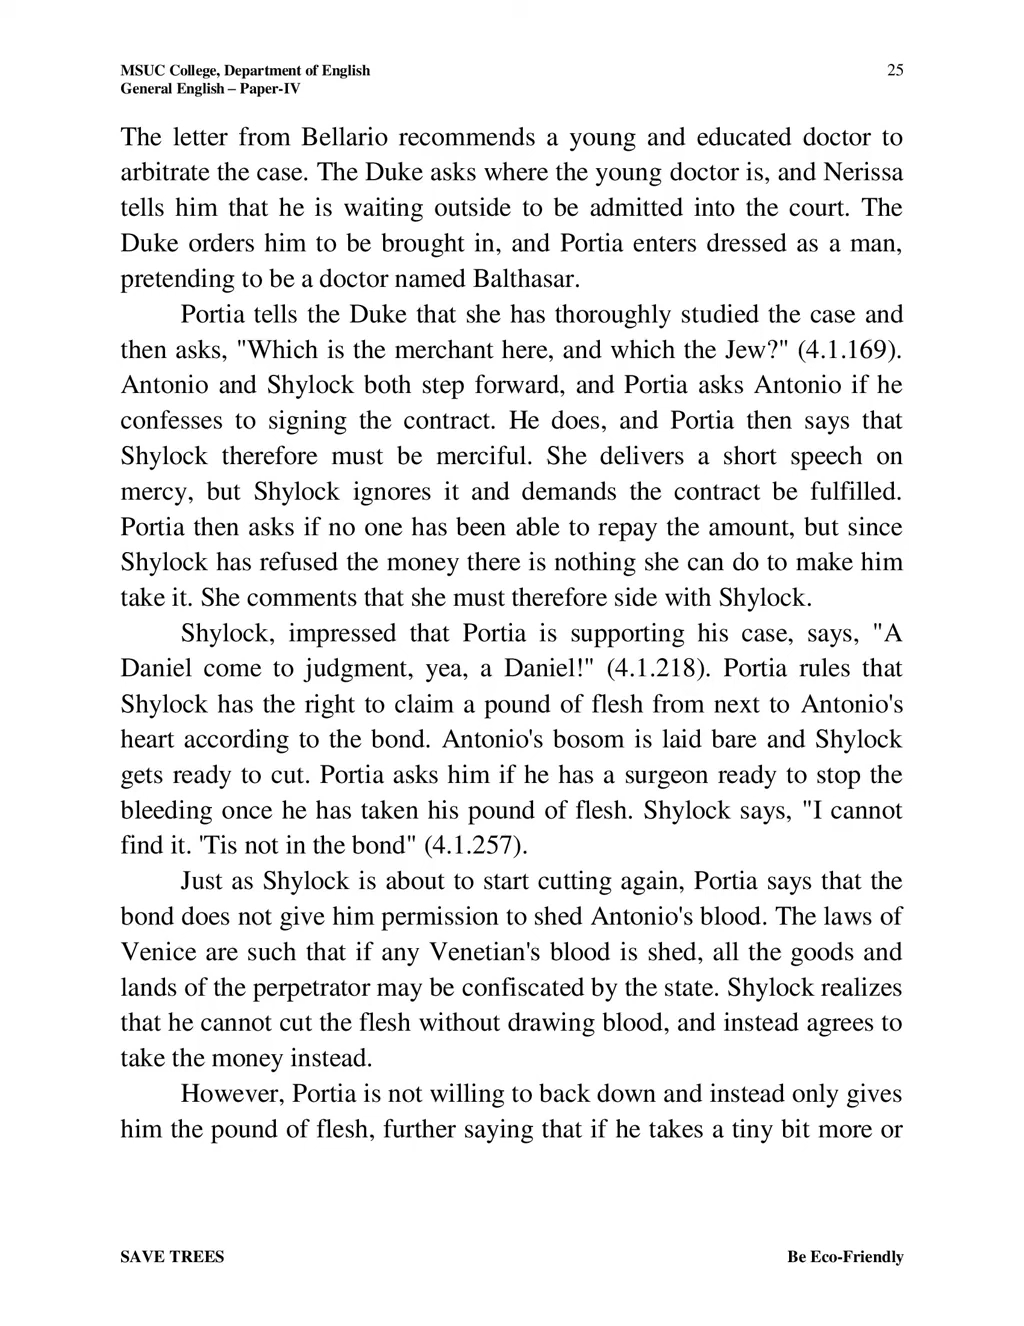 MSUC College, Department of English 25
General English – Paper-IV
The letter from Bellario recommends a young and educated doctor to
arbitrate the case. The Duke asks where the young doctor is, and Nerissa
tells him that he is waiting outside to be admitted into the court. The
Duke orders him to be brought in, and Portia enters dressed as a man,
pretending to be a doctor named Balthasar.
Portia tells the Duke that she has thoroughly studied the case and
then asks, "Which is the merchant here, and which the Jew?" (4.1.169).
Antonio and Shylock both step forward, and Portia asks Antonio if he
confesses to signing the contract. He does, and Portia then says that
Shylock therefore must be merciful. She delivers a short speech on
mercy, but Shylock ignores it and demands the contract be fulfilled.
Portia then asks if no one has been able to repay the amount, but since
Shylock has refused the money there is nothing she can do to make him
take it. She comments that she must therefore side with Shylock.
Shylock, impressed that Portia is supporting his case, says, "A
Daniel come to judgment, yea, a Daniel!" (4.1.218). Portia rules that
Shylock has the right to claim a pound of flesh from next to Antonio's
heart according to the bond. Antonio's bosom is laid bare and Shylock
gets ready to cut. Portia asks him if he has a surgeon ready to stop the
bleeding once he has taken his pound of flesh. Shylock says, "I cannot
find it. 'Tis not in the bond" (4.1.257).
Just as Shylock is about to start cutting again, Portia says that the
bond does not give him permission to shed Antonio's blood. The laws of
Venice are such that if any Venetian's blood is shed, all the goods and
lands of the perpetrator may be confiscated by the state. Shylock realizes
that he cannot cut the flesh without drawing blood, and instead agrees to
take the money instead.
However, Portia is not willing to back down and instead only gives
him the pound of flesh, further saying that if he takes a tiny bit more or
SAVE TREES Be Eco-Friendly